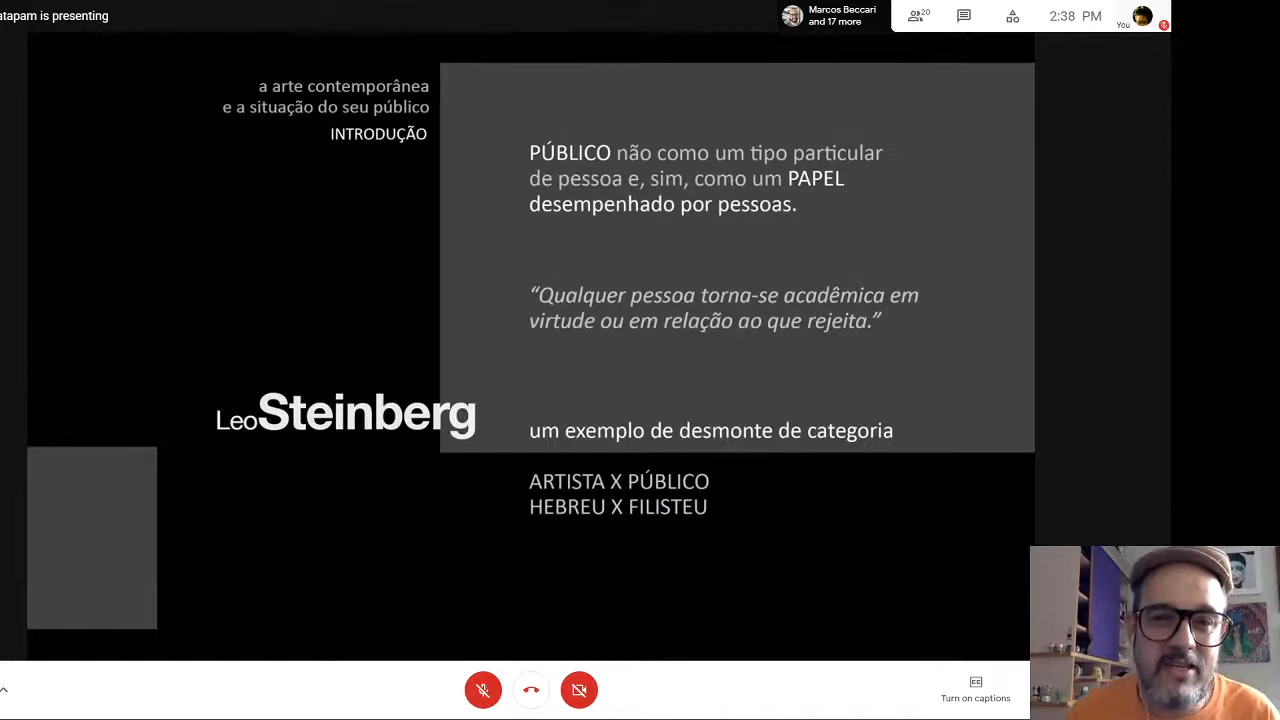 atapam is presenting
Marcos Beccari
and 17 more
20
2:38 PM
You
a arte contemporânea
e a situação do seu público
INTRODUÇÃO
PÚBLICO não como um tipo particular
de pessoa e, sim, como um PAPEL
desempenhado por pessoas.
“Qualquer pessoa torna-se acadêmica em
virtude ou em relação ao que rejeita.”
Leo Steinberg
um exemplo de desmonte de categoria
ARTISTA X PÚBLICO
HEBREU X FILISTEU
CC
Turn on captions